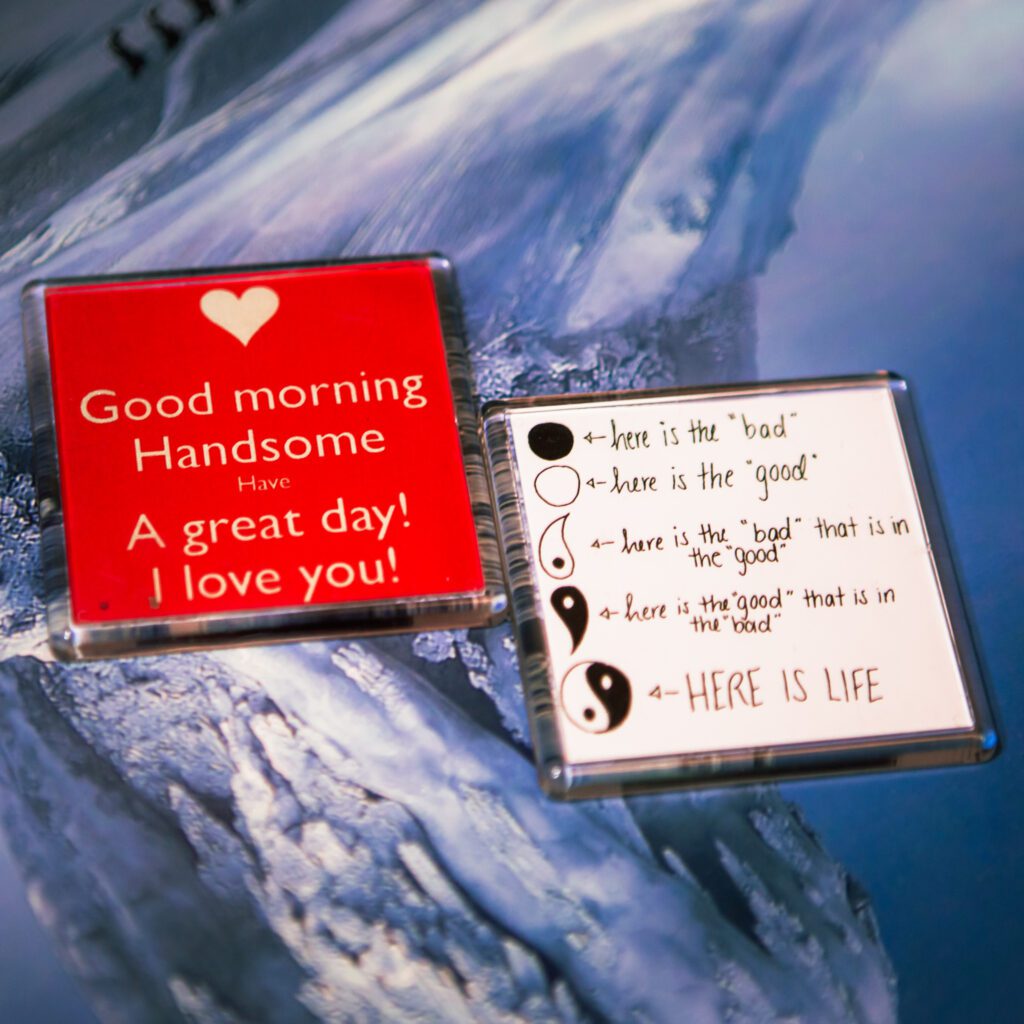 Good morning
Handsome
Have
A great day!
I love you!
here is the "bad"
here is the "good"
here is the "bad" that is in
the "good"
here is the "good" that is in
the "bad"
HERE IS LIFE